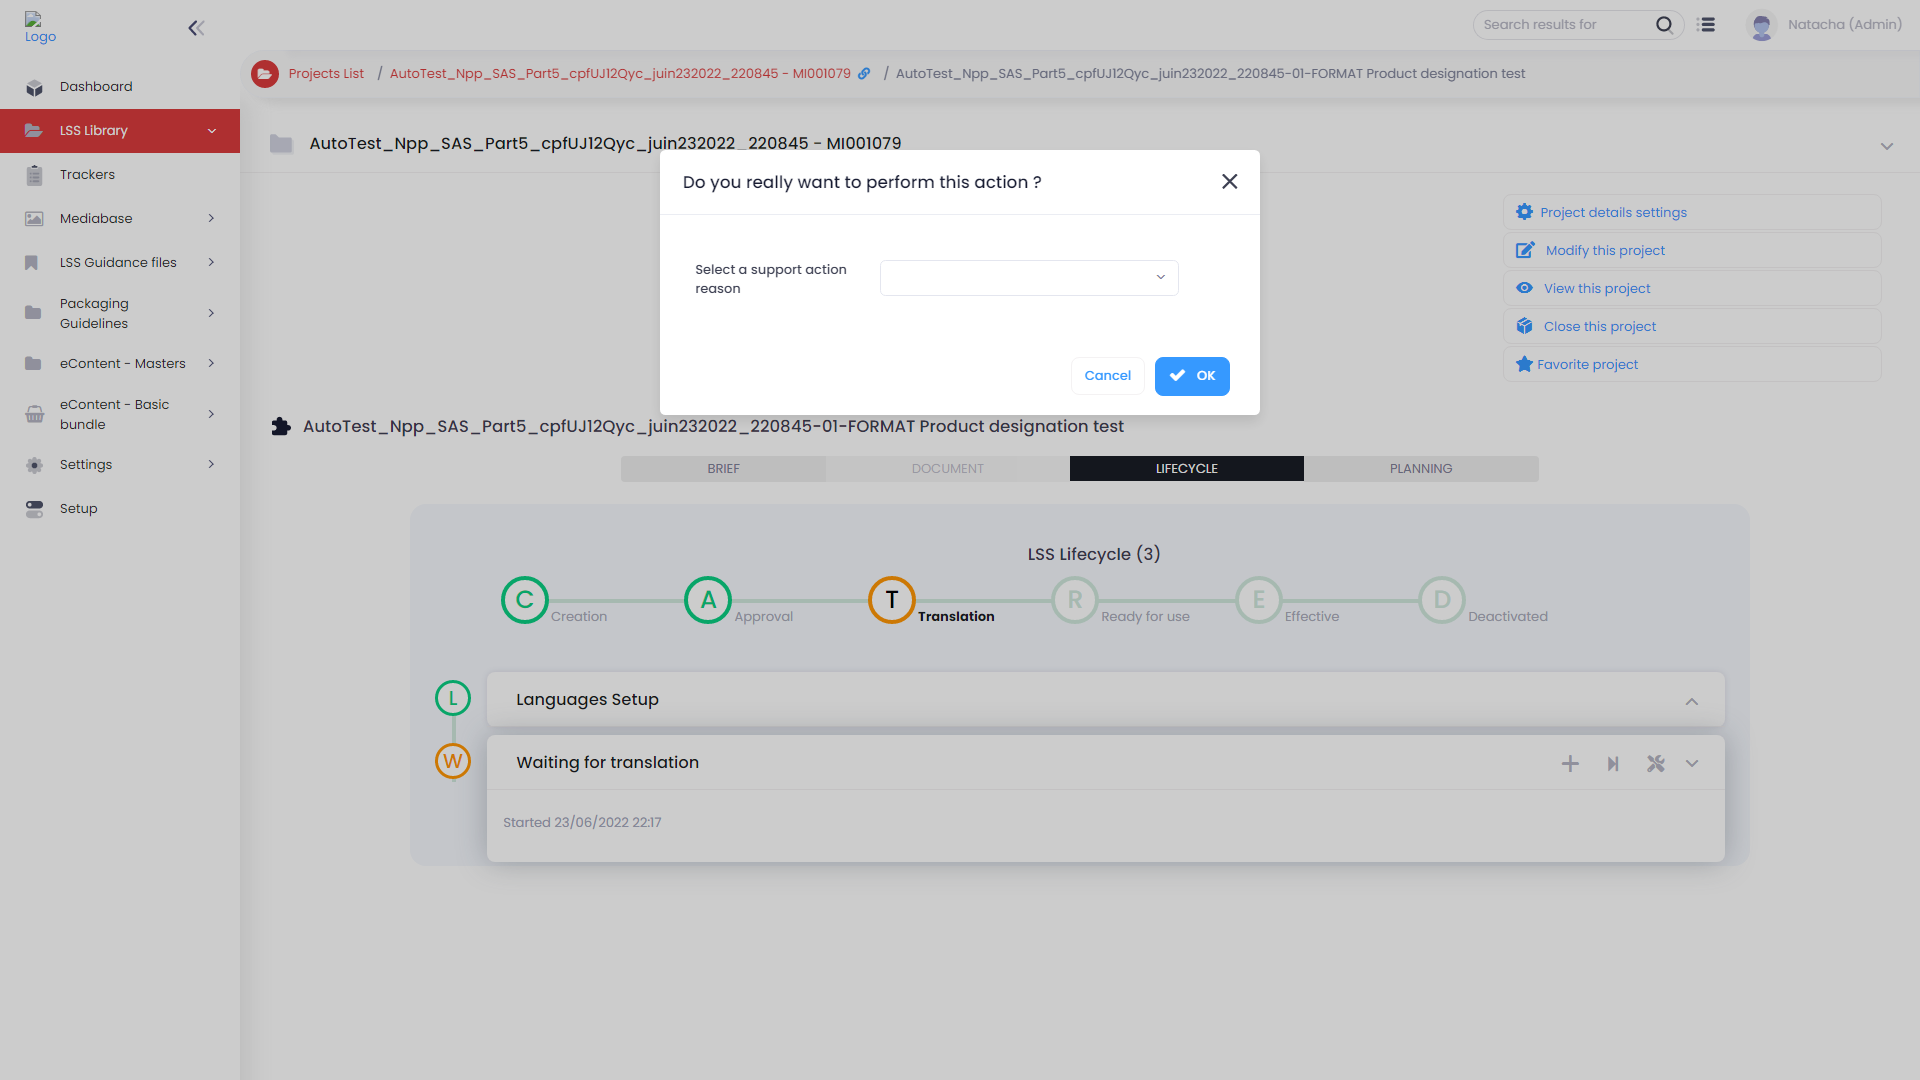 Logo
Search results for
Natacha (Admin)
Projects List / AutoTest_Npp_SAS_Part5_cpfUJ12Qyc_juin232022_220845 - MI001079 / AutoTest_Npp_SAS_Part5_cpfUJ12Qyc_juin232022_220845-01-FORMAT Product designation test
Dashboard
LSS Library
Trackers
Mediabase
LSS Guidance files
Packaging
Guidelines
eContent - Masters
eContent - Basic
bundle
Settings
Setup
AutoTest_Npp_SAS_Part5_cpfUJ12Qyc_juin232022_220845 - MI001079
Do you really want to perform this action ?
Select a support action
reason
Cancel
OK
Project details settings
Modify this project
View this project
Close this project
Favorite project
AutoTest_Npp_SAS_Part5_cpfUJ12Qyc_juin232022_220845-01-FORMAT Product designation test
BRIEF
DOCUMENT
LIFECYCLE
PLANNING
LSS Lifecycle (3)
C
Creation
A
Approval
T
Translation
R
Ready for use
E
Effective
D
Deactivated
L
Languages Setup
W
Waiting for translation
Started 23/06/2022 22:17